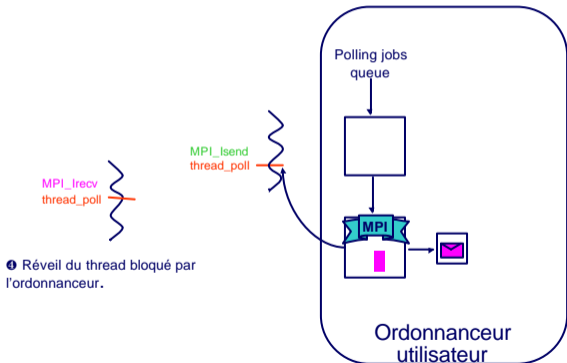 Polling jobs
queue
MPI_Isend
thread_poll
MPI_Irecv
thread_poll
MPI
❹ Réveil du thread bloqué par
l'ordonnanceur.
Ordonnanceur
utilisateur